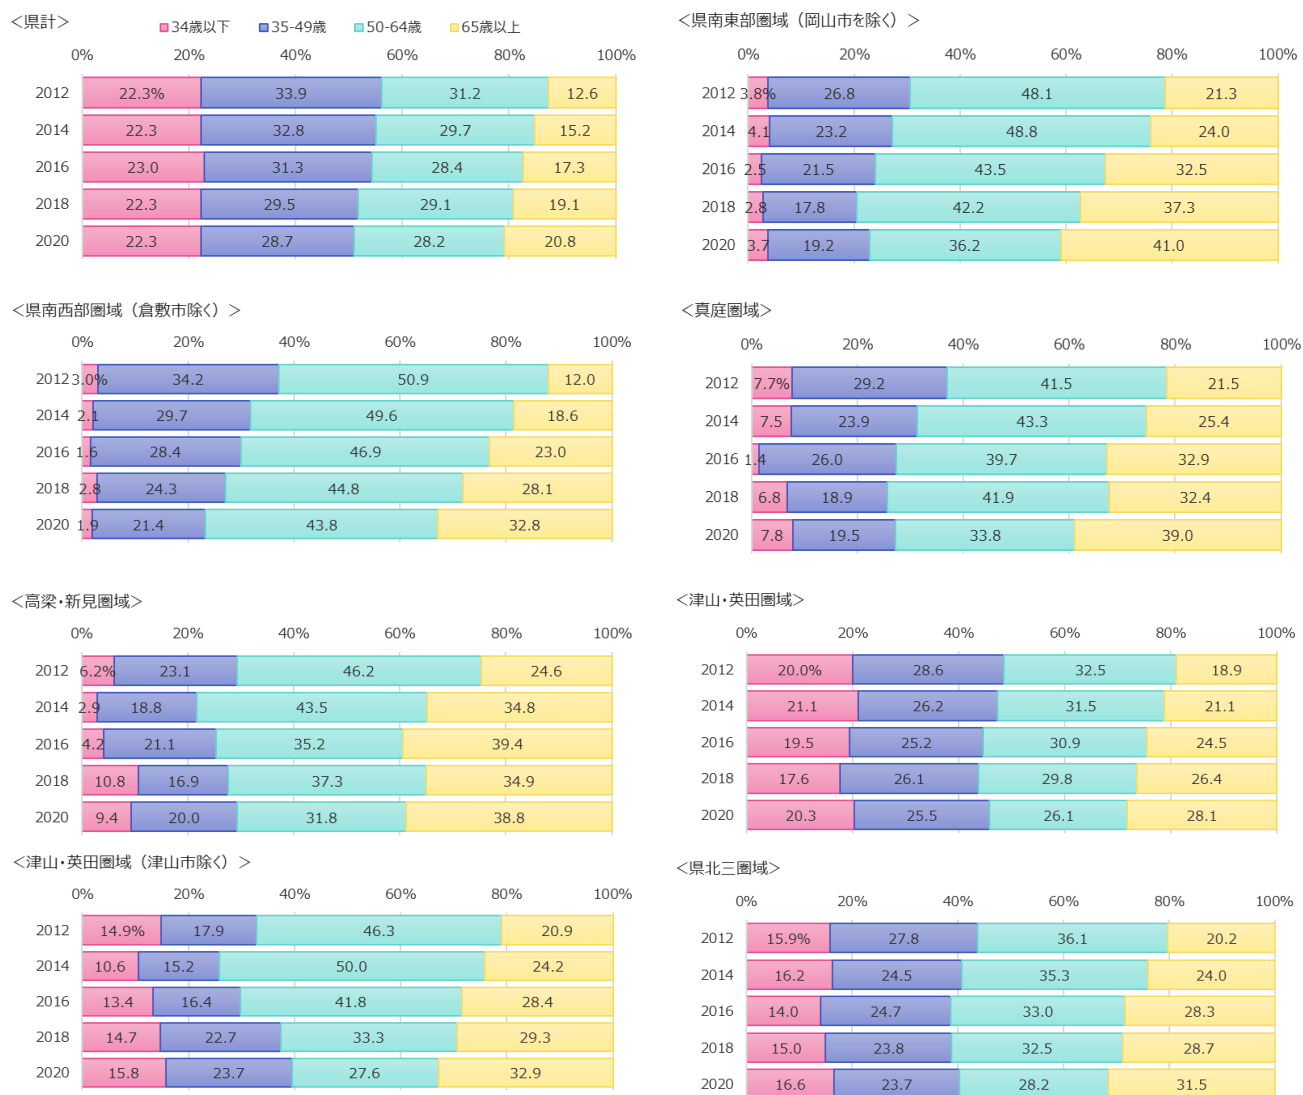 ＜県計＞
34歳以下 35-49歳 50-64歳 65歳以上
0% 20% 40% 60% 80% 100%
2012 22.3% 33.9 31.2 12.6
2014 22.3 32.8 29.7 15.2
2016 23.0 31.3 28.4 17.3
2018 22.3 29.5 29.1 19.1
2020 22.3 28.7 28.2 20.8
＜県南東部圏域（岡山市を除く）＞
0% 20% 40% 60% 80% 100%
2012 3.8% 26.8 48.1 21.3
2014 4.1 23.2 48.8 24.0
2016 2.5 21.5 43.5 32.5
2018 2.8 17.8 42.2 37.3
2020 3.7 19.2 36.2 41.0
＜県南西部圏域（倉敷市除く）＞
0% 20% 40% 60% 80% 100%
2012 3.0% 34.2 50.9 12.0
2014 2.1 29.7 49.6 18.6
2016 1.6 28.4 46.9 23.0
2018 2.8 24.3 44.8 28.1
2020 1.9 21.4 43.8 32.8
＜真庭圏域＞
0% 20% 40% 60% 80% 100%
2012 7.7% 29.2 41.5 21.5
2014 7.5 23.9 43.3 25.4
2016 1.4 26.0 39.7 32.9
2018 6.8 18.9 41.9 32.4
2020 7.8 19.5 33.8 39.0
＜高梁・新見圏域＞
0% 20% 40% 60% 80% 100%
2012 6.2% 23.1 46.2 24.6
2014 2.9 18.8 43.5 34.8
2016 4.2 21.1 35.2 39.4
2018 10.8 16.9 37.3 34.9
2020 9.4 20.0 31.8 38.8
＜津山・英田圏域＞
0% 20% 40% 60% 80% 100%
2012 20.0% 28.6 32.5 18.9
2014 21.1 26.2 31.5 21.1
2016 19.5 25.2 30.9 24.5
2018 17.6 26.1 29.8 26.4
2020 20.3 25.5 26.1 28.1
＜津山・英田圏域（津山市除く）＞
0% 20% 40% 60% 80% 100%
2012 14.9% 17.9 46.3 20.9
2014 10.6 15.2 50.0 24.2
2016 13.4 16.4 41.8 28.4
2018 14.7 22.7 33.3 29.3
2020 15.8 23.7 27.6 32.9
＜県北三圏域＞
0% 20% 40% 60% 80% 100%
2012 15.9% 27.8 36.1 20.2
2014 16.2 24.5 35.3 24.0
2016 14.0 24.7 33.0 28.3
2018 15.0 23.8 32.5 28.7
2020 16.6 23.7 28.2 31.5